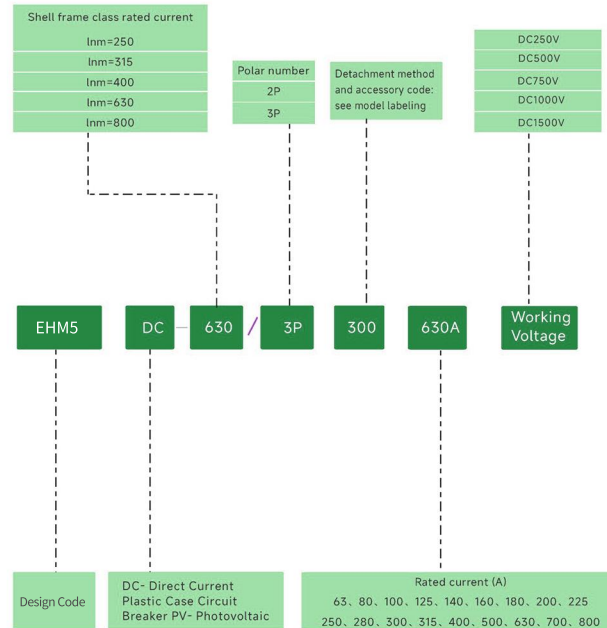 Shell frame class rated current
Inm=250
Inm=315
Inm=400
Inm=630
Inm=800
Polar number
2P
3P
Detachment method
and accessory code:
see model labeling
DC250V
DC500V
DC750V
DC1000V
DC1500V
EHM5
DC
—
630
/
3P
300
630A
Working
Voltage
Design Code
DC- Direct Current
Plastic Case Circuit
Breaker PV- Photovoltaic
Rated current (A)
63、80、100、125、140、160、180、200、225
250、280、300、315、400、500、630、700、800